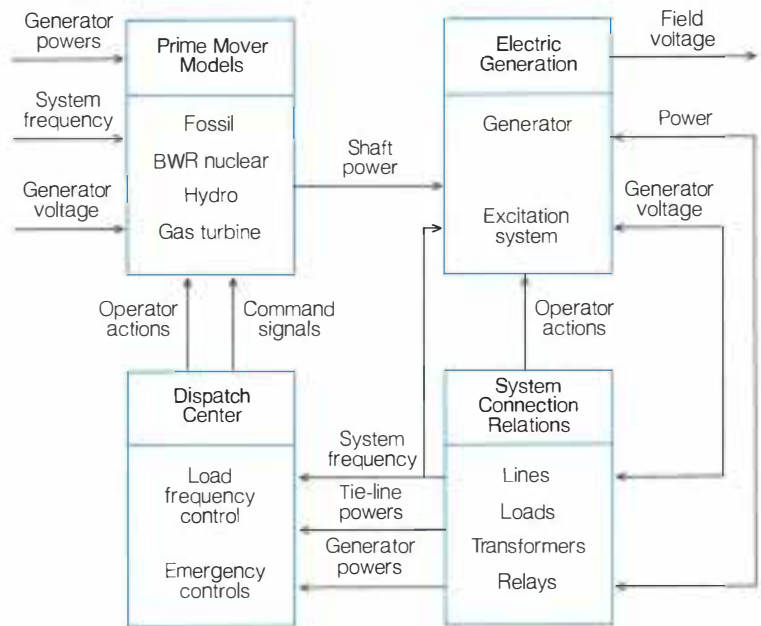 Generator
powers
System
frequency
Generator
voltage
Prime Mover
Models
Fossil
BWR nuclear
Hydro
Gas turbine
Shaft
power
Electric
Generation
Generator
Excitation
system
Field
voltage
Power
Generator
voltage
Operator
actions
Command
signals
Operator
actions
Dispatch
Center
Load
frequency
control
Emergency
controls
System
frequency
Tie-line
powers
Generator
powers
System
Connection
Relations
Lines
Loads
Transformers
Relays